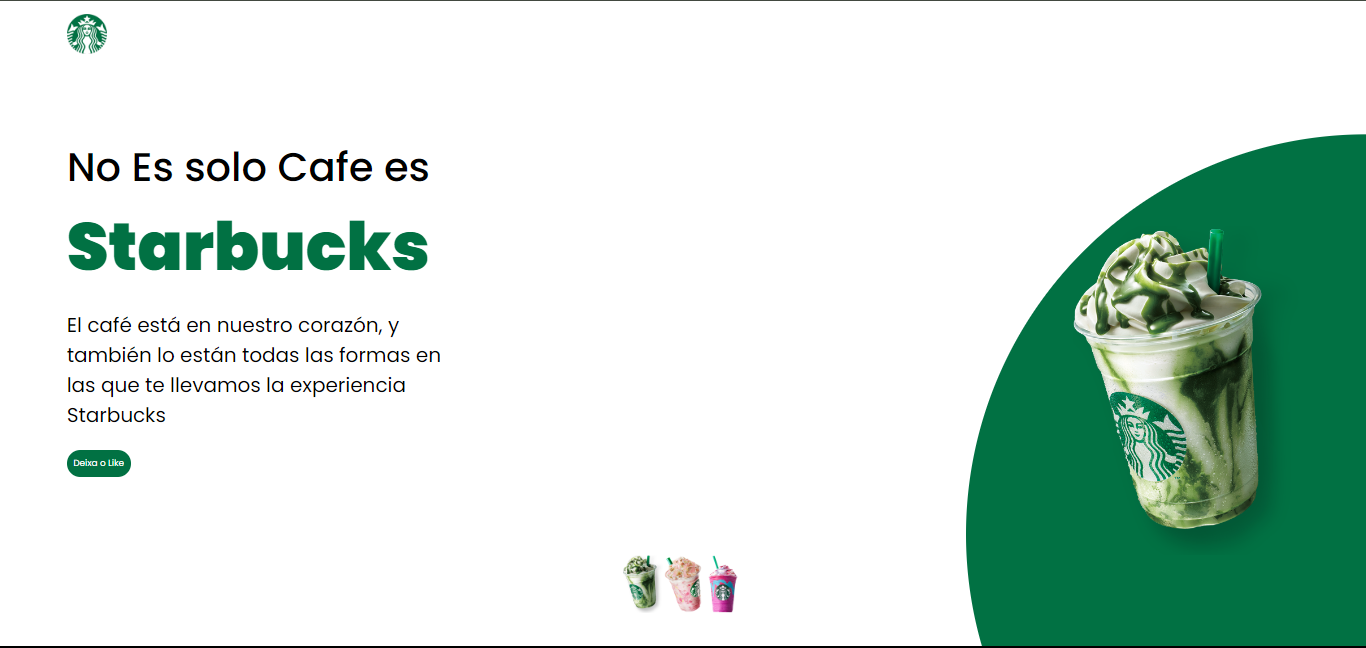 No Es solo Cafe es
Starbucks
El café está en nuestro corazón, y
también lo están todas las formas en
las que te llevamos la experiencia
Starbucks
Deixa o Like